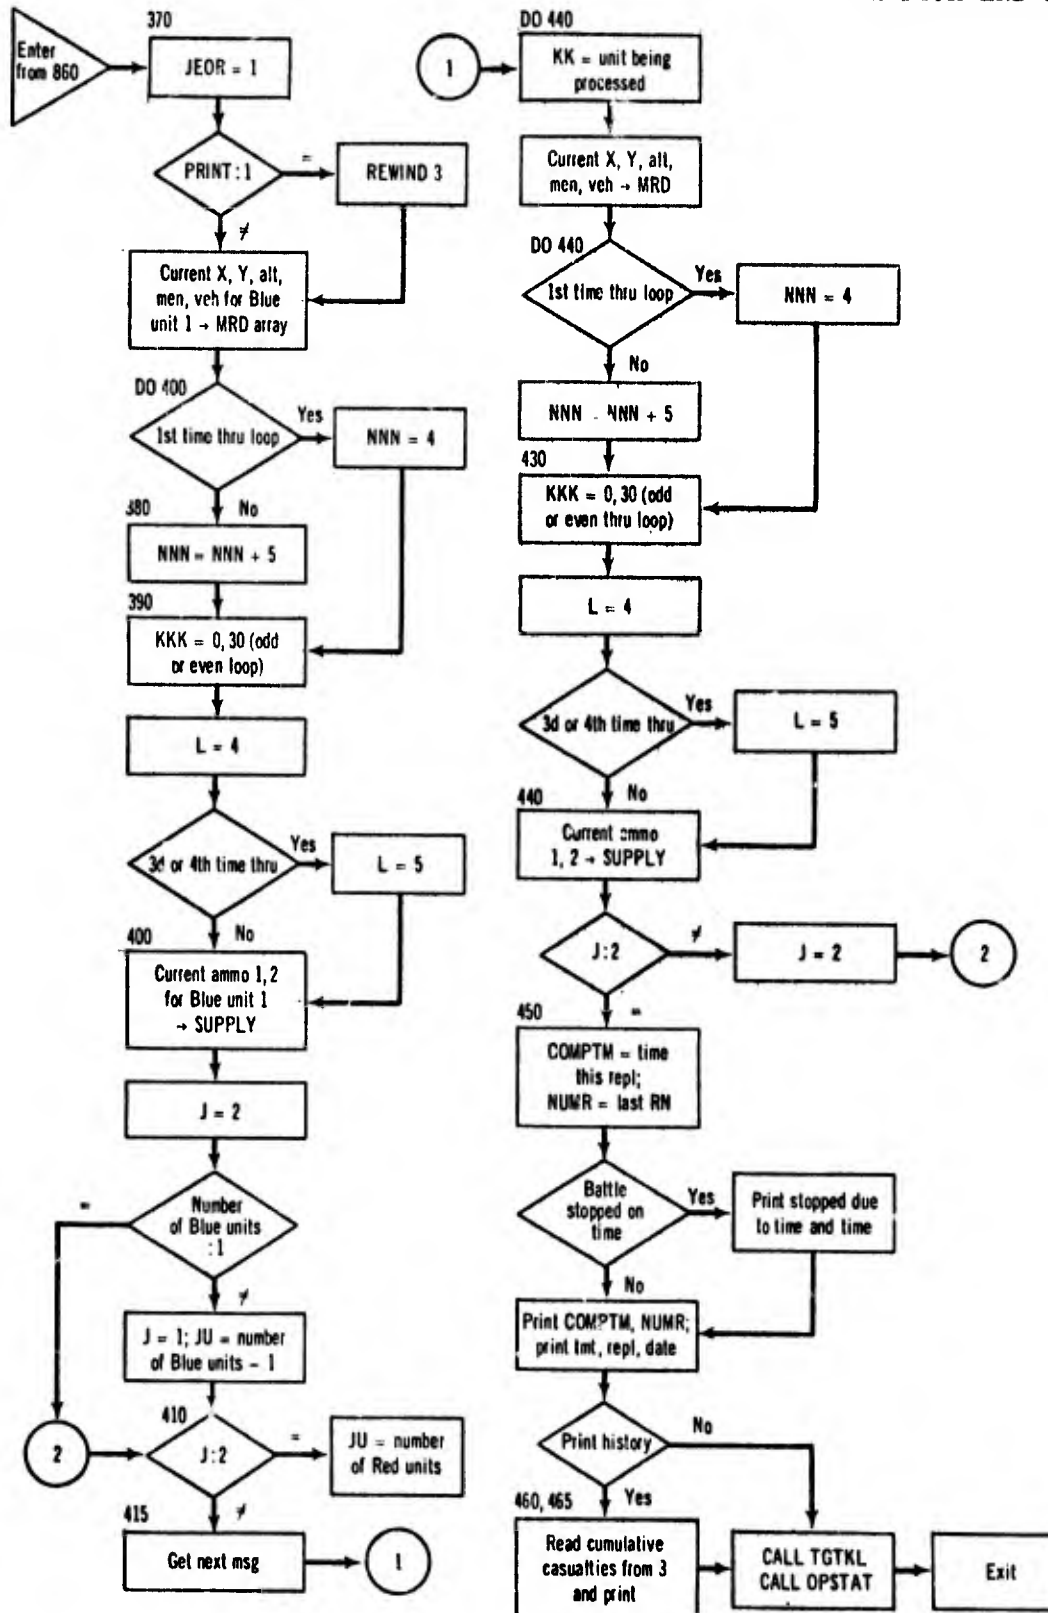 370
Enter
from 860
JEOR = 1
PRINT : 1
=
REWIND 3
≠
Current X, Y, alt,
men, veh for Blue
unit 1 → MRD array
DO 400
1st time thru loop
Yes
NNN = 4
No
380
NNN = NNN + 5
390
KKK = 0, 30 (odd
or even loop)
L = 4
3d or 4th time thru
Yes
L = 5
No
400
Current ammo 1, 2
for Blue unit 1
→ SUPPLY
J = 2
Number
of Blue units
: 1
=
≠
J = 1; JU = number
of Blue units - 1
410
2
J : 2
=
JU = number
of Red units
≠
415
Get next msg
1
DO 440
1
KK = unit being
processed
Current X, Y, alt,
men, veh → MRD
DO 440
1st time thru loop
Yes
NNN = 4
No
NNN - NNN + 5
430
KKK = 0, 30 (odd
or even thru loop)
L = 4
3d or 4th time thru
Yes
L = 5
No
440
Current ammo
1, 2 → SUPPLY
J : 2
≠
J = 2
2
=
450
COMPTM = time
this repl;
NUMR = last RN
Battle
stopped on
time
Yes
Print stopped due
to time and time
No
Print COMPTM, NUMR;
print tmt, repl, date
Print history
No
Yes
460, 465
Read cumulative
casualties from 3
and print
CALL TGTKL
CALL OPSTAT
Exit